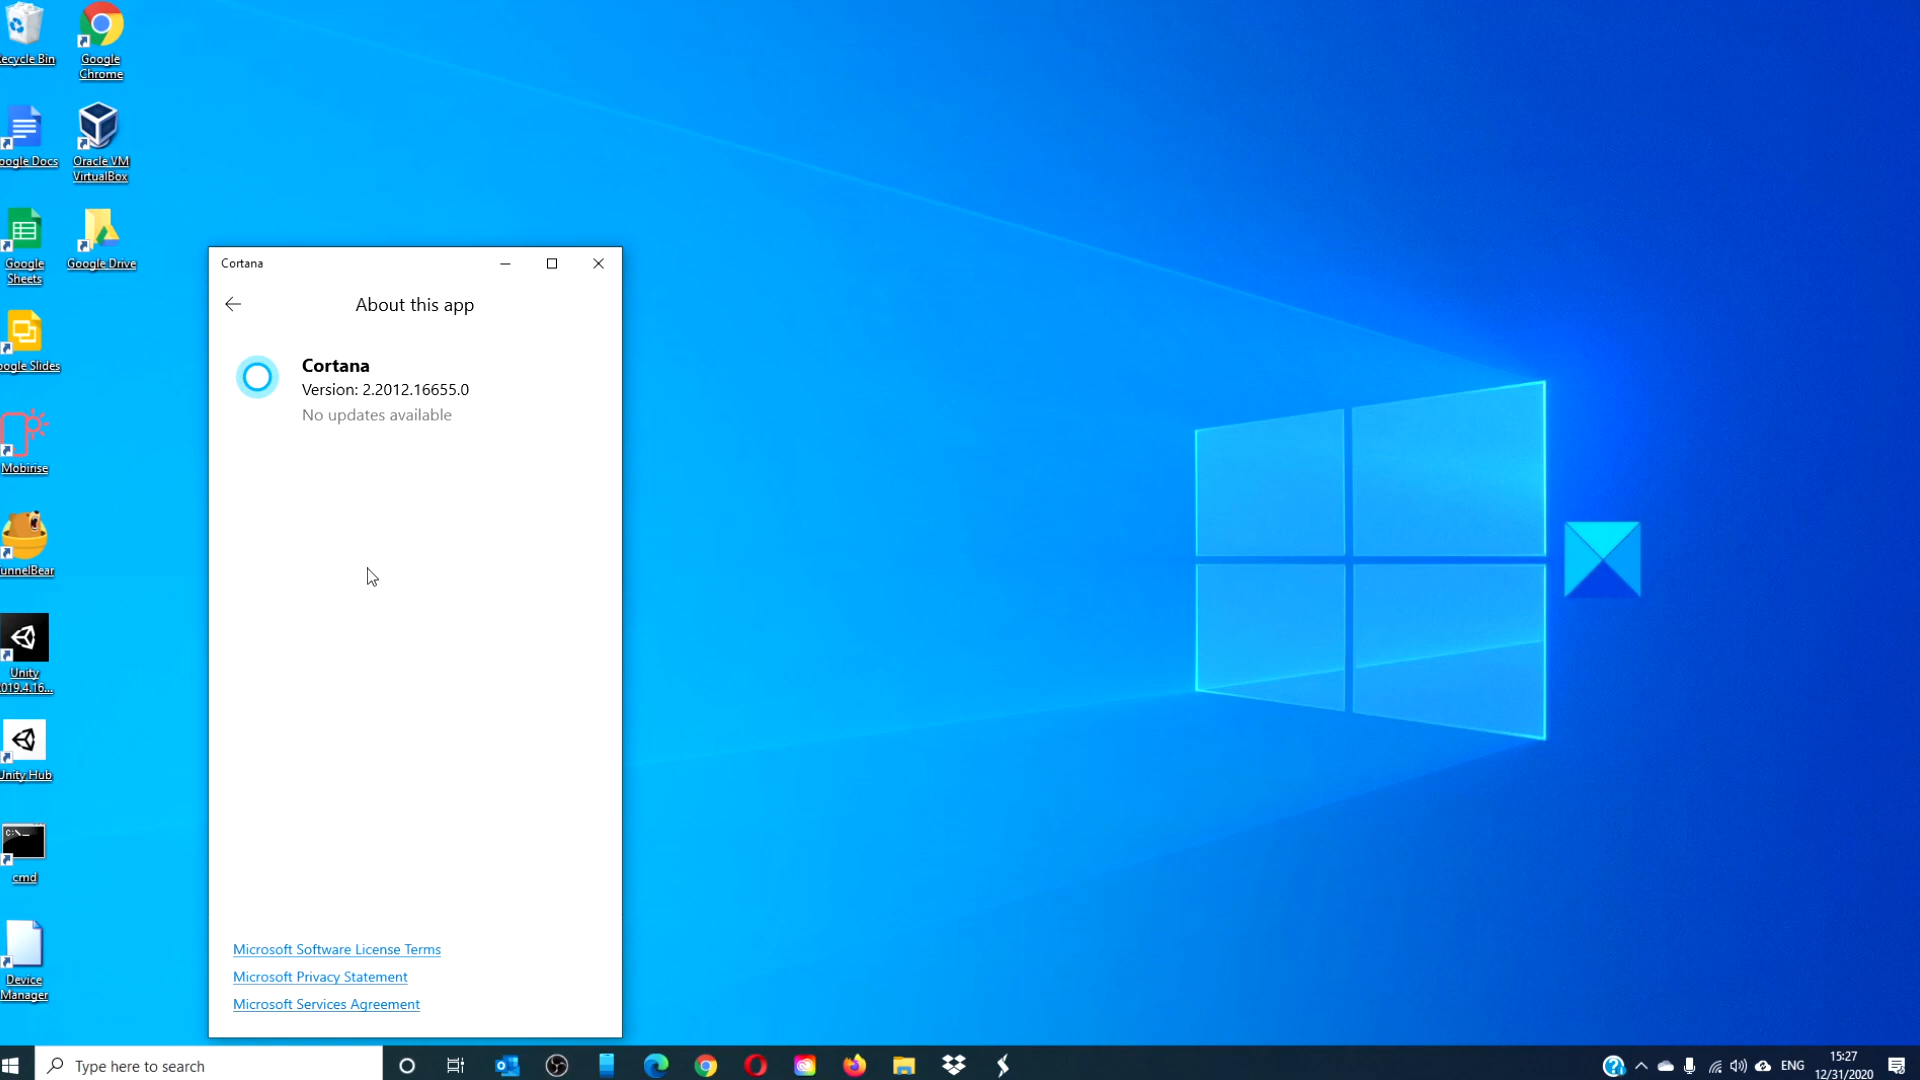 ecycle Bin
Google
Chrome
oogle Docs
Oracle VM
VirtualBox
Google
Sheets
Google Drive
oogle Slides
Mobirise
unnelBear
Unity
019.4.16...
Unity Hub
C:\>_
cmd
Device
Manager
Cortana
About this app
Cortana
Version: 2.2012.16655.0
No updates available
Microsoft Software License Terms
Microsoft Privacy Statement
Microsoft Services Agreement
Type here to search
ENG
15:27
12/31/2020